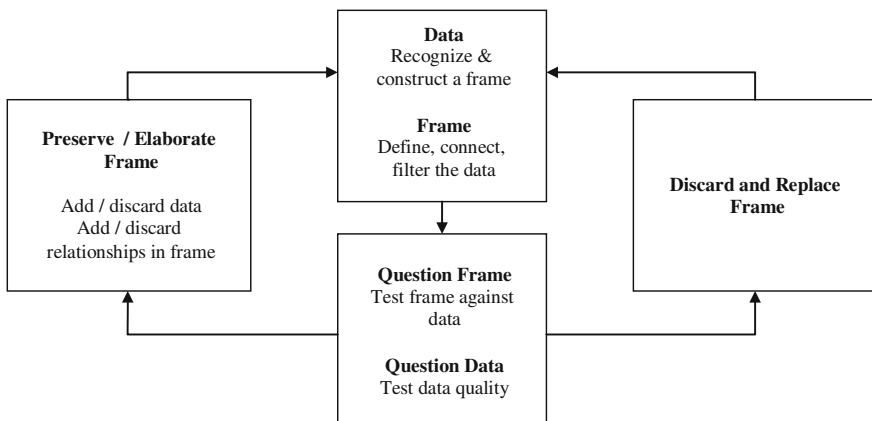 Data
Recognize &
construct a frame
Frame
Define, connect,
filter the data
Preserve / Elaborate
Frame
Add / discard data
Add / discard
relationships in frame
Discard and Replace
Frame
Question Frame
Test frame against
data
Question Data
Test data quality